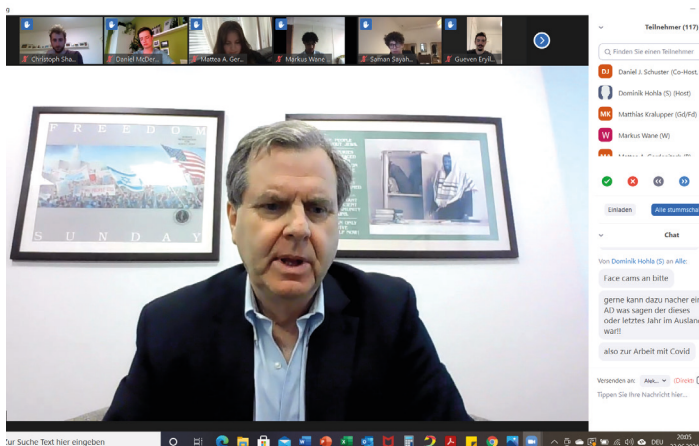 Christoph Sha...
Daniel McDer...
Mattea A. Ger...
Markus Wane
Saman Sayah...
Gueven Eryil...
FREEDOM
SUNDAY
Teilnehmer (117)
Finden Sie einen Teilnehmer
DJ Daniel J. Schuster (Co-Host,
Dominik Hohla (S) (Host)
MK Matthias Kralupper (Gd/Fd)
W Markus Wane (W)
Einladen
Alle stummscha
Chat
Von Dominik Hohla (S) an Alle:
Face cams an bitte
gerne kann dazu nacher ein
AD was sagen der dieses
oder letztes Jahr im Ausland
war!!
also zur Arbeit mit Covid
Versenden an:
(Direkt
Tippen Sie Ihre Nachricht hier...
Zur Suche Text hier eingeben
DEU
20:05